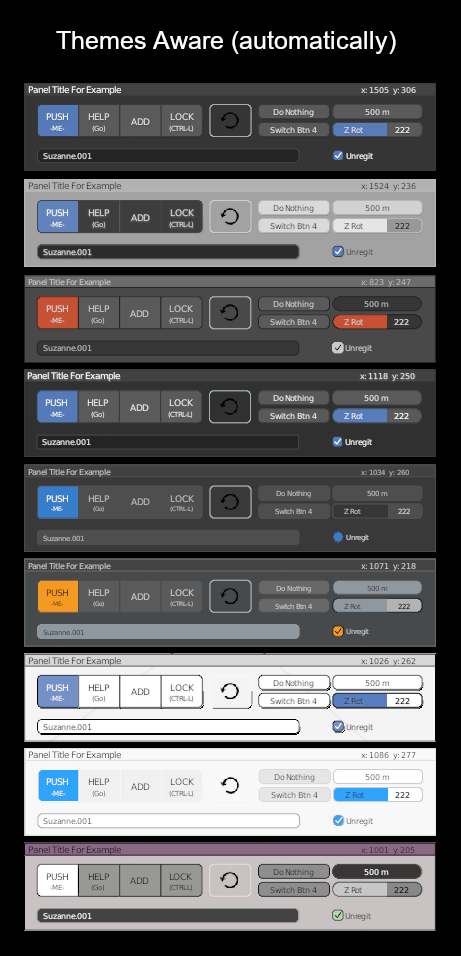 Themes Aware (automatically)
Panel Title For Example x: 1505 y: 306
PUSH HELP ADD LOCK Do Nothing 500 m
-ME- (Go) (CTRL-L) Switch Btn 4 Z Rot 222
Suzanne.001 Unregit
Panel Title For Example x: 1524 y: 236
PUSH HELP ADD LOCK Do Nothing 500 m
-ME- (Go) (CTRL-L) Switch Btn 4 Z Rot 222
Suzanne.001 Unregit
Panel Title For Example x: 823 y: 247
PUSH HELP ADD LOCK Do Nothing 500 m
-ME- (Go) (CTRL-L) Switch Btn 4 Z Rot 222
Suzanne.001 Unregit
Panel Title For Example x: 1118 y: 250
PUSH HELP ADD LOCK Do Nothing 500 m
-ME- (Go) (CTRL-L) Switch Btn 4 Z Rot 222
Suzanne.001 Unregit
Panel Title For Example x: 1034 y: 260
PUSH HELP ADD LOCK Do Nothing 500 m
-ME- (Go) (CTRL-L) Switch Btn 4 Z Rot 222
Suzanne.001 Unregit
Panel Title For Example x: 1071 y: 218
PUSH HELP ADD LOCK Do Nothing 500 m
-ME- (Go) (CTRL-L) Switch Btn 4 Z Rot 222
Suzanne.001 Unregit
Panel Title For Example x: 1026 y: 262
PUSH HELP ADD LOCK Do Nothing 500 m
-ME- (Go) (CTRL-L) Switch Btn 4 Z Rot 222
Suzanne.001 Unregit
Panel Title For Example x: 1086 y: 277
PUSH HELP ADD LOCK Do Nothing 500 m
-ME- (Go) (CTRL-L) Switch Btn 4 Z Rot 222
Suzanne.001 Unregit
Panel Title For Example x: 1001 y: 205
PUSH HELP ADD LOCK Do Nothing 500 m
-ME- (Go) (CTRL-L) Switch Btn 4 Z Rot 222
Suzanne.001 Unregit